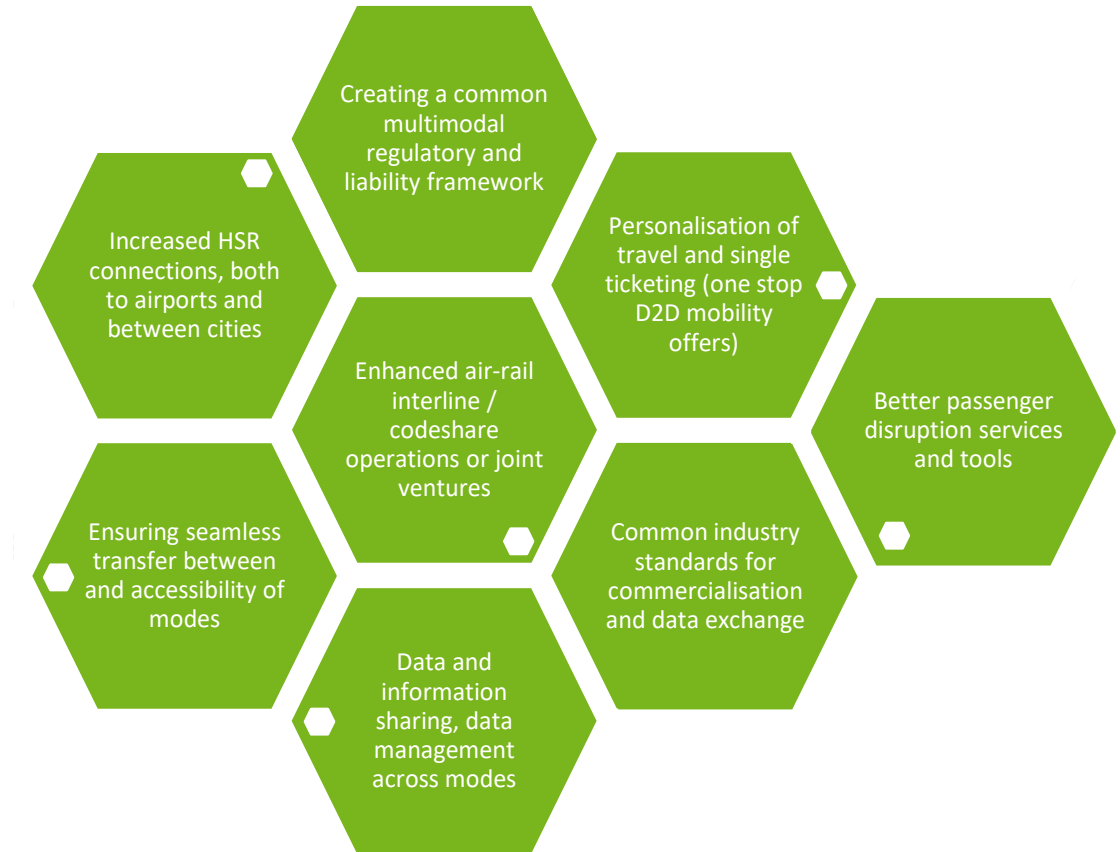 Creating a common
multimodal
regulatory and
liability framework
Increased HSR
connections, both
to airports and
between cities
Personalisation of
travel and single
ticketing (one stop
D2D mobility
offers)
Enhanced air-rail
interline /
codeshare
operations or joint
ventures
Better passenger
disruption services
and tools
Ensuring seamless
transfer between
and accessibility of
modes
Common industry
standards for
commercialisation
and data exchange
Data and
information
sharing, data
management
across modes